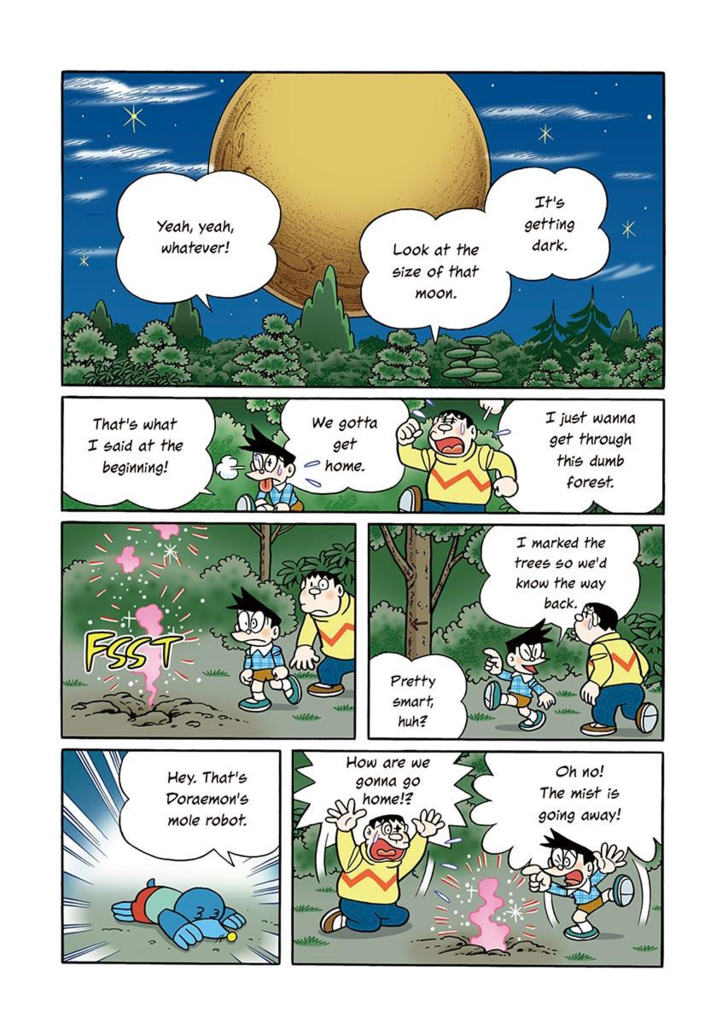 It's
getting
dark.
Look at the
size of that
moon.
Yeah, yeah,
whatever!
I just wanna
get through
this dumb
forest.
We gotta
get
home.
That's what
I said at the
beginning!
I marked the
trees so we'd
know the way
back.
Pretty
smart,
huh?
FSST
Oh no!
The mist is
going away!
How are we
gonna go
home!?
Hey. That's
Doraemon's
mole robot.